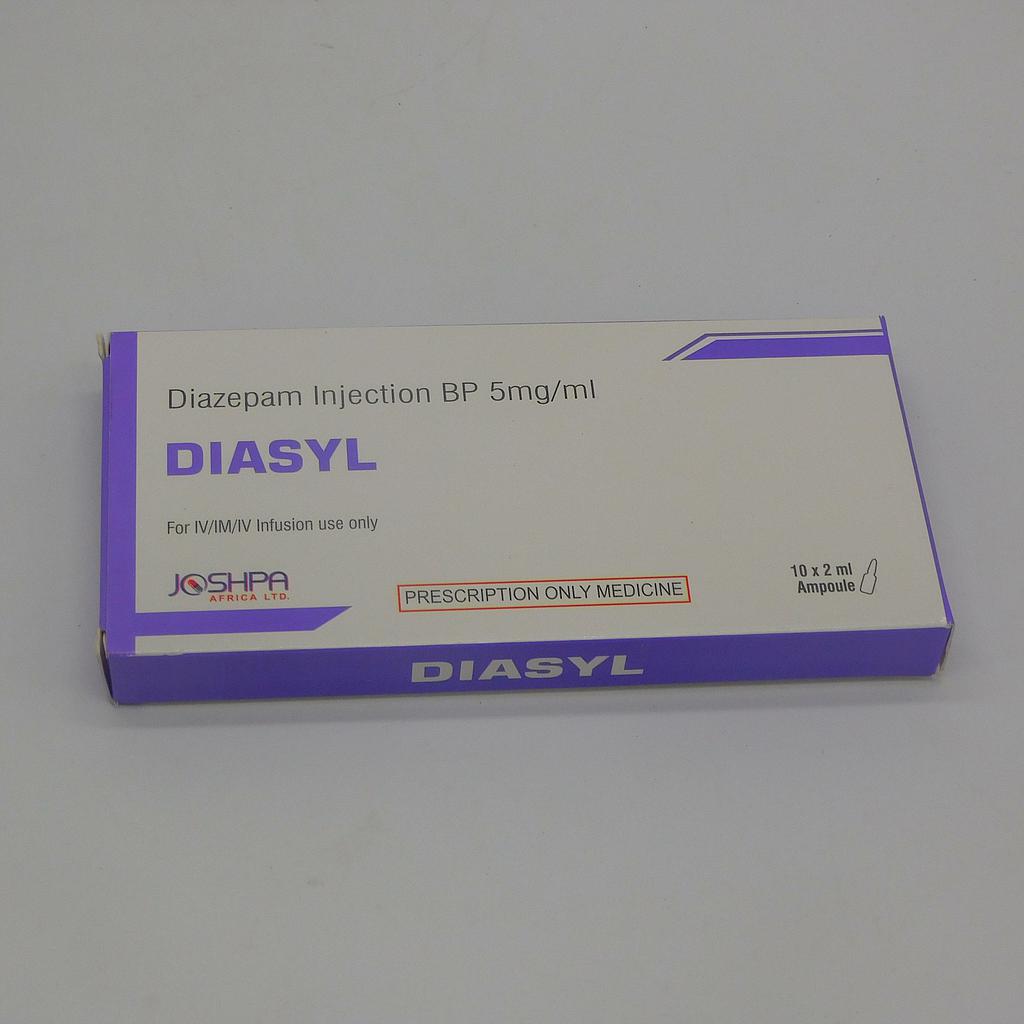 Diazepam Injection BP 5mg/ml
DIASYL
For IV/IM/IV Infusion use only
JOSHPA
AFRICA LTD.
PRESCRIPTION ONLY MEDICINE
10 x 2 ml
Ampoule
DIASYL